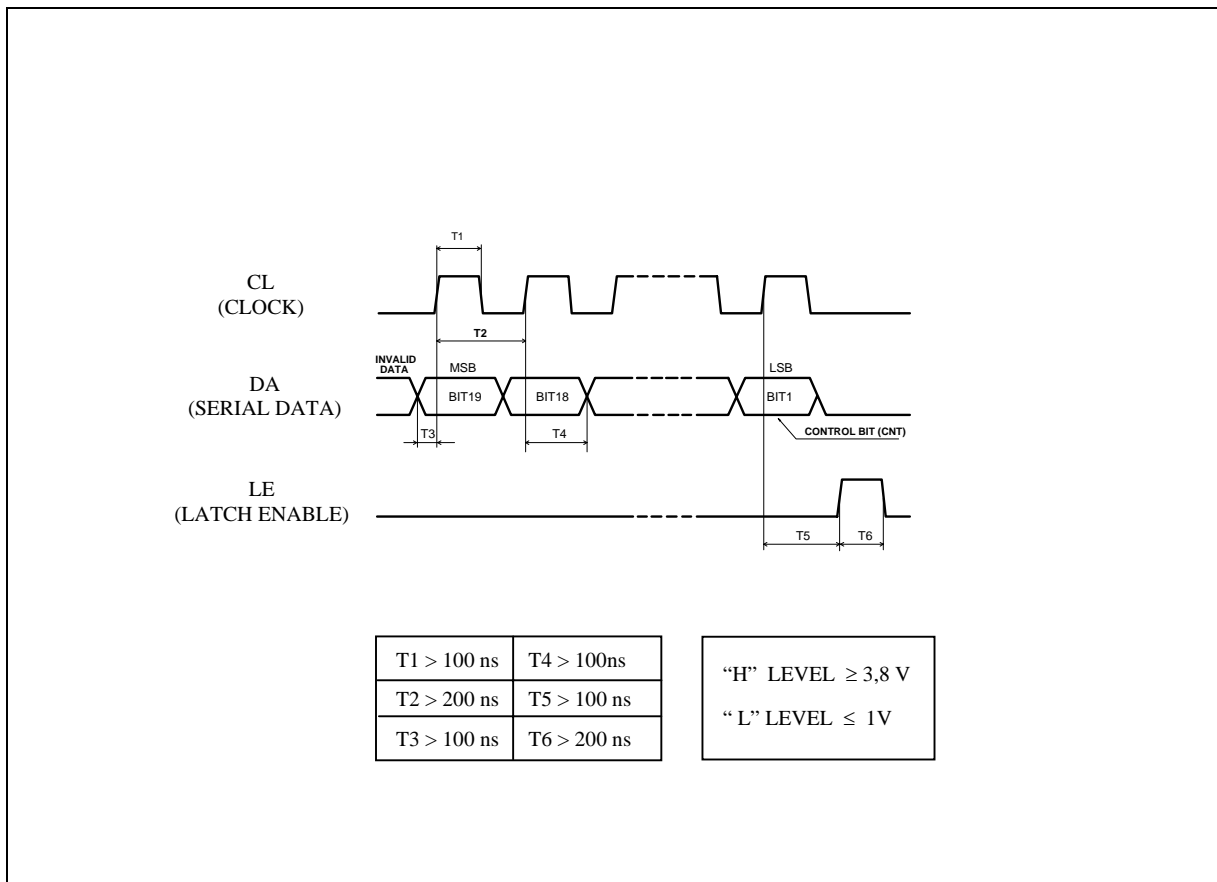 T1
CL
(CLOCK)
T2
INVALID
DATA
MSB
LSB
DA
(SERIAL DATA)
BIT19
BIT18
BIT1
T3
T4
CONTROL BIT (CNT)
LE
(LATCH ENABLE)
T5
T6
T1 > 100 ns
T4 > 100ns
T2 > 200 ns
T5 > 100 ns
T3 > 100 ns
T6 > 200 ns
“H” LEVEL ≥ 3,8 V
“ L” LEVEL ≤ 1V